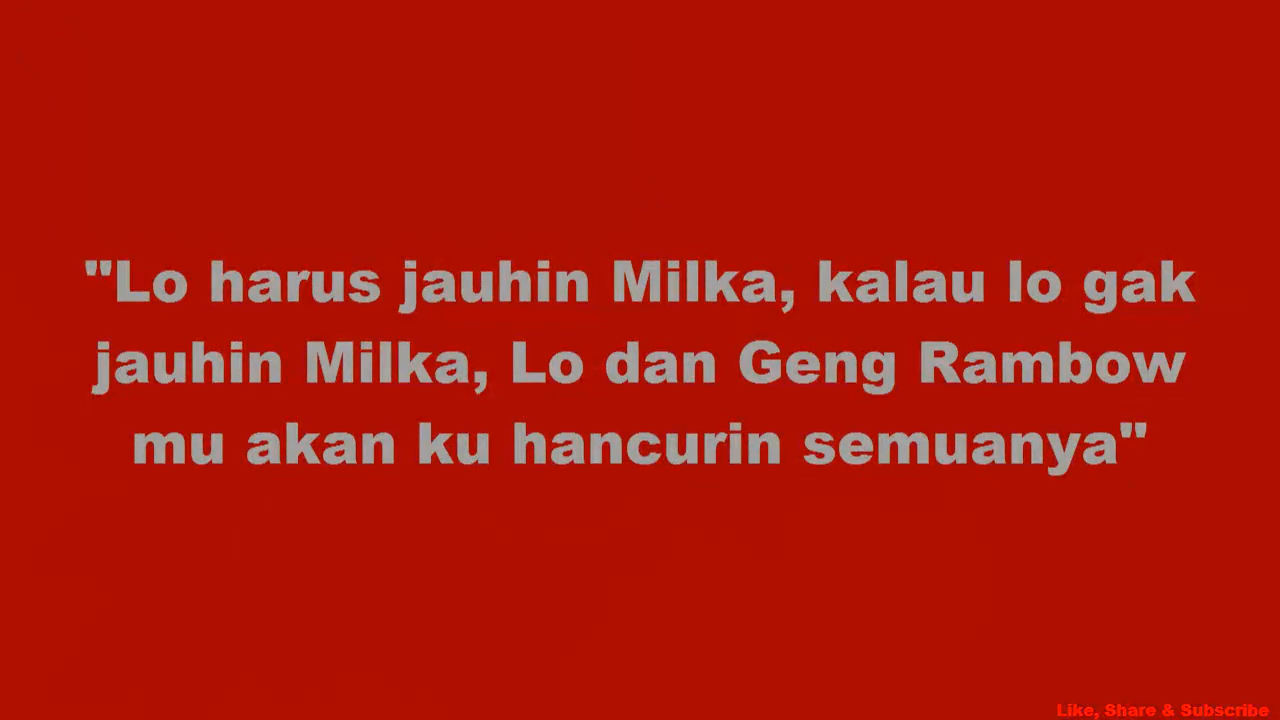 "Lo harus jauhin Milka, kalau lo gak
jauhin Milka, Lo dan Geng Rambow
mu akan ku hancurin semuanya"
Like, Share & Subscribe